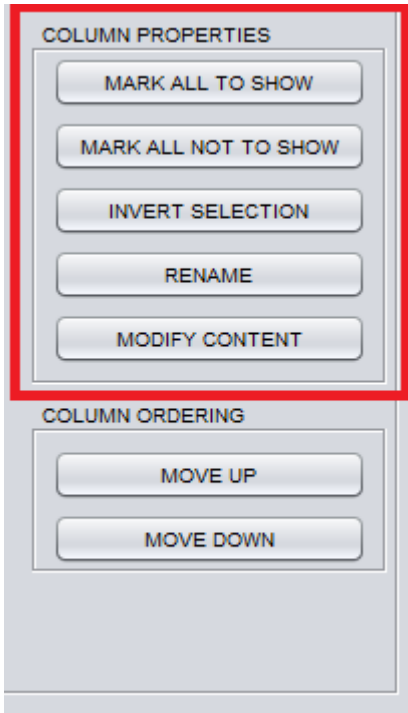 COLUMN PROPERTIES
MARK ALL TO SHOW
MARK ALL NOT TO SHOW
INVERT SELECTION
RENAME
MODIFY CONTENT
COLUMN ORDERING
MOVE UP
MOVE DOWN